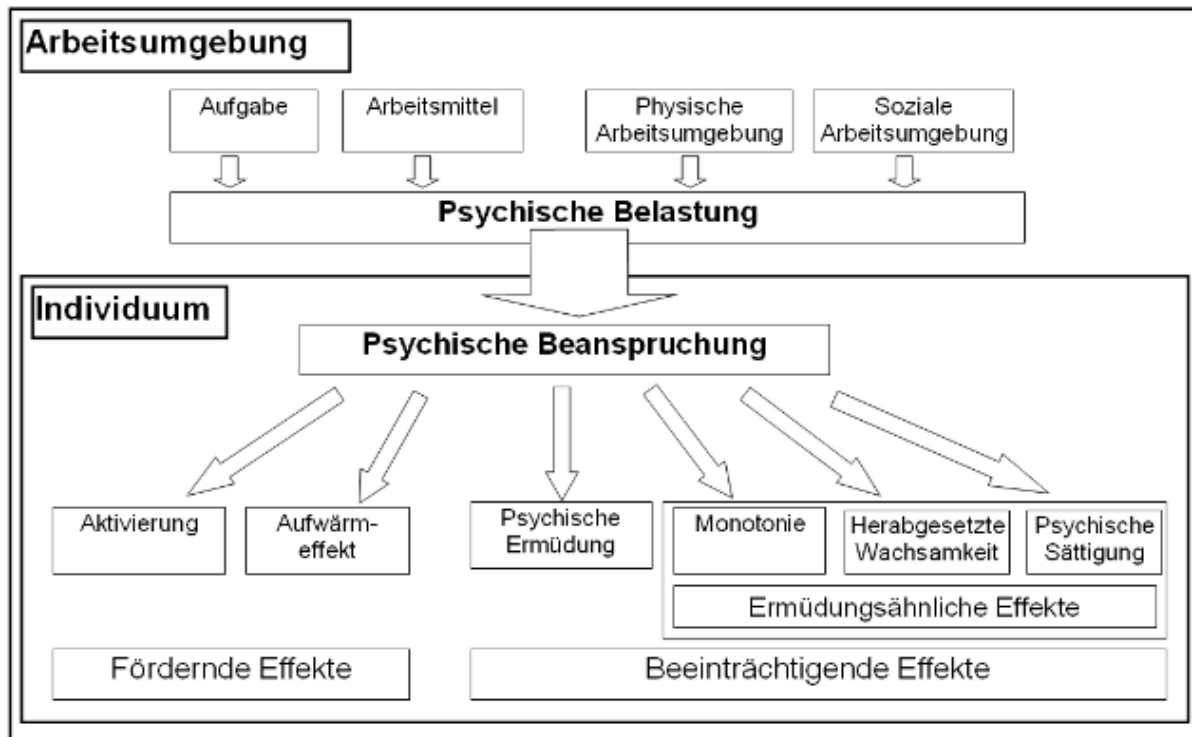 Arbeitsumgebung
Aufgabe
Arbeitsmittel
Physische
Arbeitsumgebung
Soziale
Arbeitsumgebung
Psychische Belastung
Individuum
Psychische Beanspruchung
Aktivierung
Aufwärm-
effekt
Psychische
Ermüdung
Monotonie
Herabgesetzte
Wachsamkeit
Psychische
Sättigung
Ermüdungsähnliche Effekte
Fördernde Effekte
Beeinträchtigende Effekte